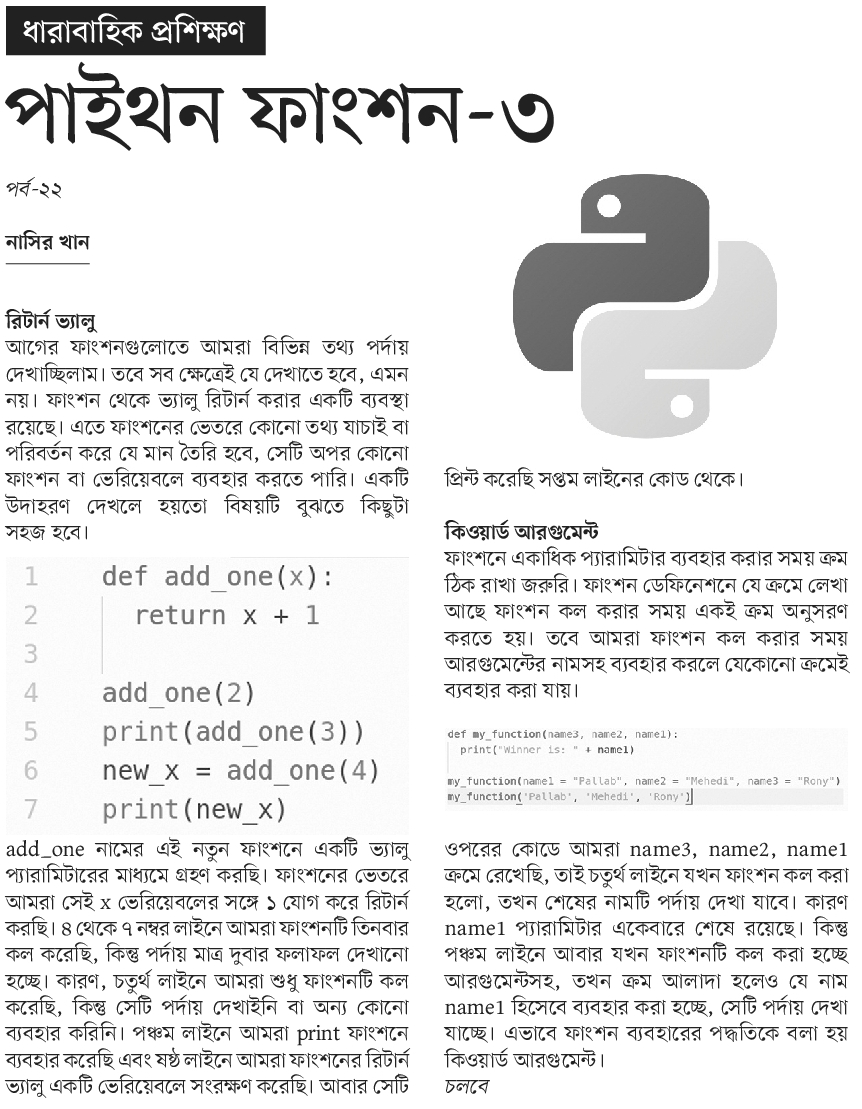 ধারাবাহিক প্রশিক্ষণ
পাইথন ফাংশন-৩
পর্ব-২২
নাসির খান
রিটার্ন ভ্যালু
আগের ফাংশনগুলোতে আমরা বিভিন্ন তথ্য পর্দায়
দেখাচ্ছিলাম। তবে সব ক্ষেত্রেই যে দেখাতে হবে, এমন
নয়। ফাংশন থেকে ভ্যালু রিটার্ন করার একটি ব্যবস্থা
রয়েছে। এতে ফাংশনের ভেতরে কোনো তথ্য যাচাই বা
পরিবর্তন করে যে মান তৈরি হবে, সেটি অপর কোনো
ফাংশন বা ভেরিয়েবলে ব্যবহার করতে পারি। একটি
উদাহরণ দেখলে হয়তো বিষয়টি বুঝতে কিছুটা
সহজ হবে।
1 def add_one(x):
2 return x + 1
3
4 add_one(2)
5 print(add_one(3))
6 new_x = add_one(4)
7 print(new_x)
add_one নামের এই নতুন ফাংশনে একটি ভ্যালু
প্যারামিটারের মাধ্যমে গ্রহণ করছি। ফাংশনের ভেতরে
আমরা সেই x ভেরিয়েবলের সঙ্গে ১ যোগ করে রিটার্ন
করছি। ৪ থেকে ৭ নম্বর লাইনে আমরা ফাংশনটি তিনবার
কল করেছি, কিন্তু পর্দায় মাত্র দুবার ফলাফল দেখানো
হচ্ছে। কারণ, চতুর্থ লাইনে আমরা শুধু ফাংশনটি কল
করেছি, কিন্তু সেটি পর্দায় দেখাইনি বা অন্য কোনো
ব্যবহার করিনি। পঞ্চম লাইনে আমরা print ফাংশনে
ব্যবহার করেছি এবং ষষ্ঠ লাইনে আমরা ফাংশনের রিটার্ন
ভ্যালু একটি ভেরিয়েবলে সংরক্ষণ করেছি। আবার সেটি
প্রিন্ট করেছি সপ্তম লাইনের কোড থেকে।
কিওয়ার্ড আরগুমেন্ট
ফাংশনে একাধিক প্যারামিটার ব্যবহার করার সময় ক্রম
ঠিক রাখা জরুরি। ফাংশন ডেফিনেশনে যে ক্রমে লেখা
আছে ফাংশন কল করার সময় একই ক্রম অনুসরণ
করতে হয়। তবে আমরা ফাংশন কল করার সময়
আরগুমেন্টের নামসহ ব্যবহার করলে যেকোনো ক্রমেই
ব্যবহার করা যায়।
def my_function(name3, name2, name1):
print("Winner is: " + name1)
my_function(name1 = "Pallab", name2 = "Mehedi", name3 = "Rony")
my_function('Pallab', 'Mehedi', 'Rony')
ওপরের কোডে আমরা name3, name2, name1
ক্রমে রেখেছি, তাই চতুর্থ লাইনে যখন ফাংশন কল করা
হলো, তখন শেষের নামটি পর্দায় দেখা যাবে। কারণ
name1 প্যারামিটার একেবারে শেষে রয়েছে। কিন্তু
পঞ্চম লাইনে আবার যখন ফাংশনটি কল করা হচ্ছে
আরগুমেন্টসহ, তখন ক্রম আলাদা হলেও যে নাম
name1 হিসেবে ব্যবহার করা হচ্ছে, সেটি পর্দায় দেখা
যাচ্ছে। এভাবে ফাংশন ব্যবহারের পদ্ধতিকে বলা হয়
কিওয়ার্ড আরগুমেন্ট।
চলবে